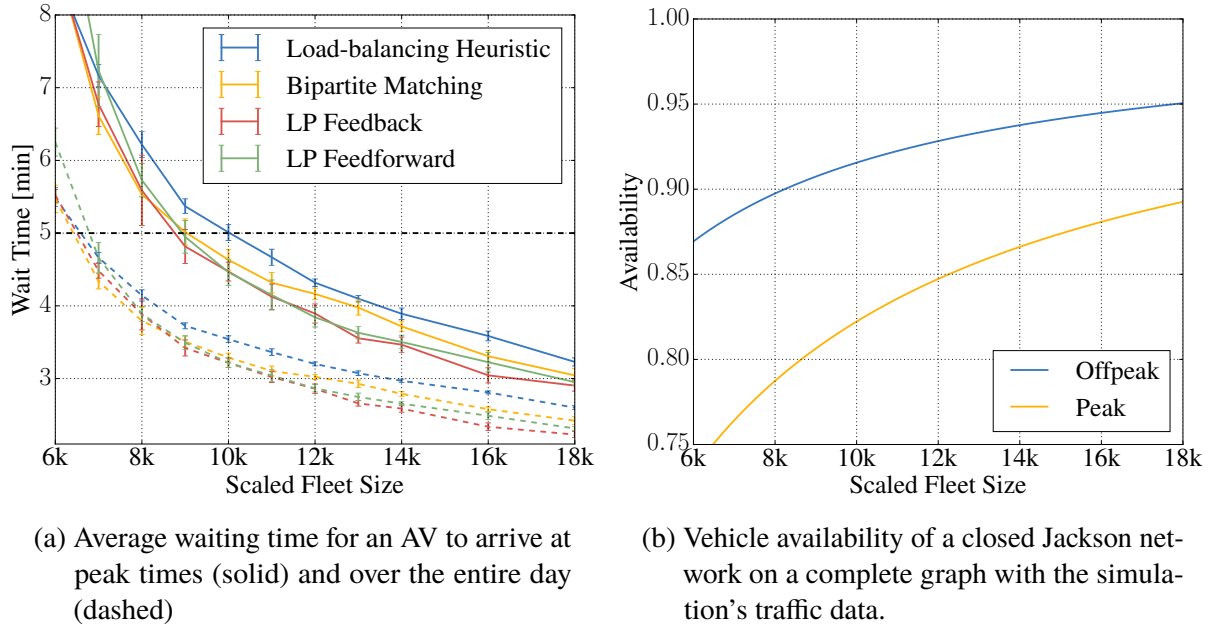 8
7
6
5
4
3
Wait Time [min]
Load-balancing Heuristic
Bipartite Matching
LP Feedback
LP Feedforward
6k 8k 10k 12k 14k 16k 18k
Scaled Fleet Size
(a) Average waiting time for an AV to arrive at
peak times (solid) and over the entire day
(dashed)
1.00
0.95
0.90
0.85
0.80
0.75
Availability
Offpeak
Peak
6k 8k 10k 12k 14k 16k 18k
Scaled Fleet Size
(b) Vehicle availability of a closed Jackson net-
work on a complete graph with the simula-
tion's traffic data.